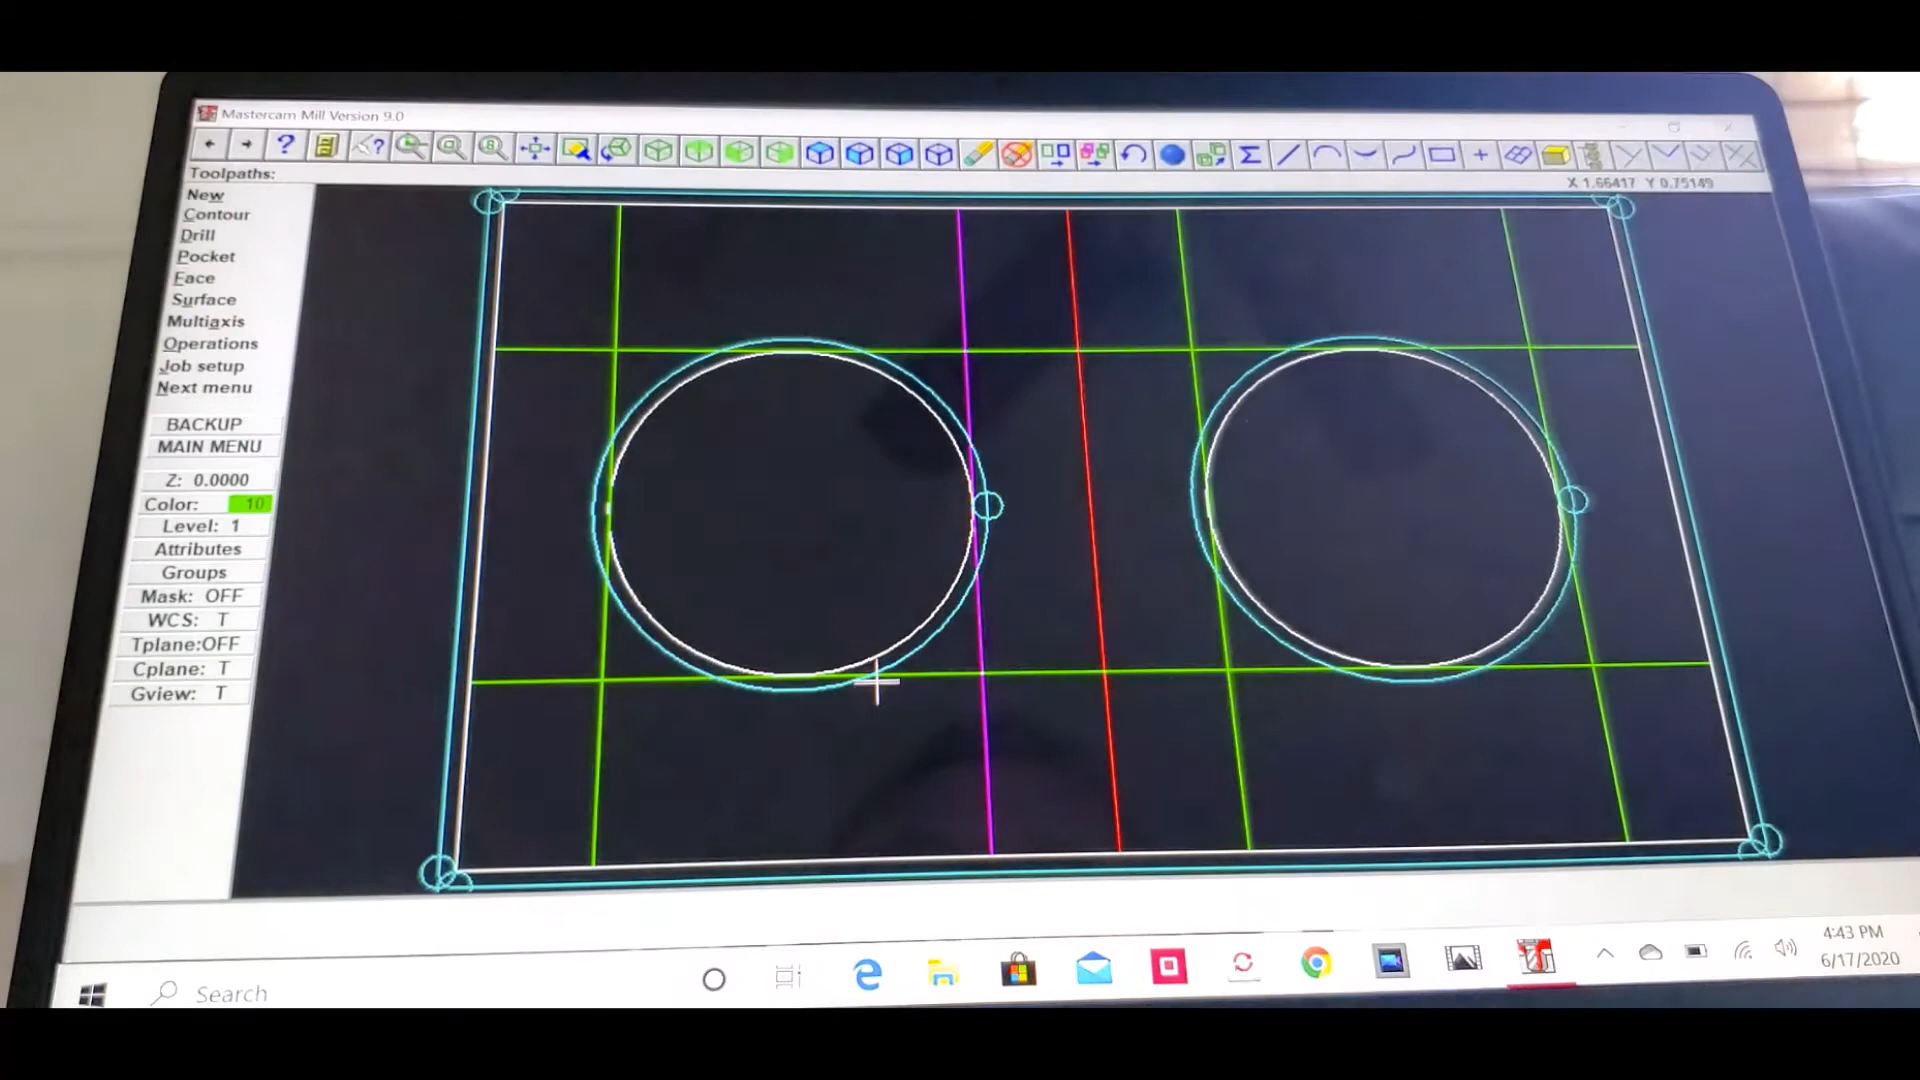 Mastercam Mill Version 9.0
Toolpaths:
X 1.66417 Y 0.75149
New
Contour
Drill
Pocket
Face
Surface
Multiaxis
Operations
Job setup
Next menu
BACKUP
MAIN MENU
Z: 0.0000
Color: 10
Level: 1
Attributes
Groups
Mask: OFF
WCS: T
Tplane:OFF
Cplane: T
Gview: T
Search
4:43 PM
6/17/2020